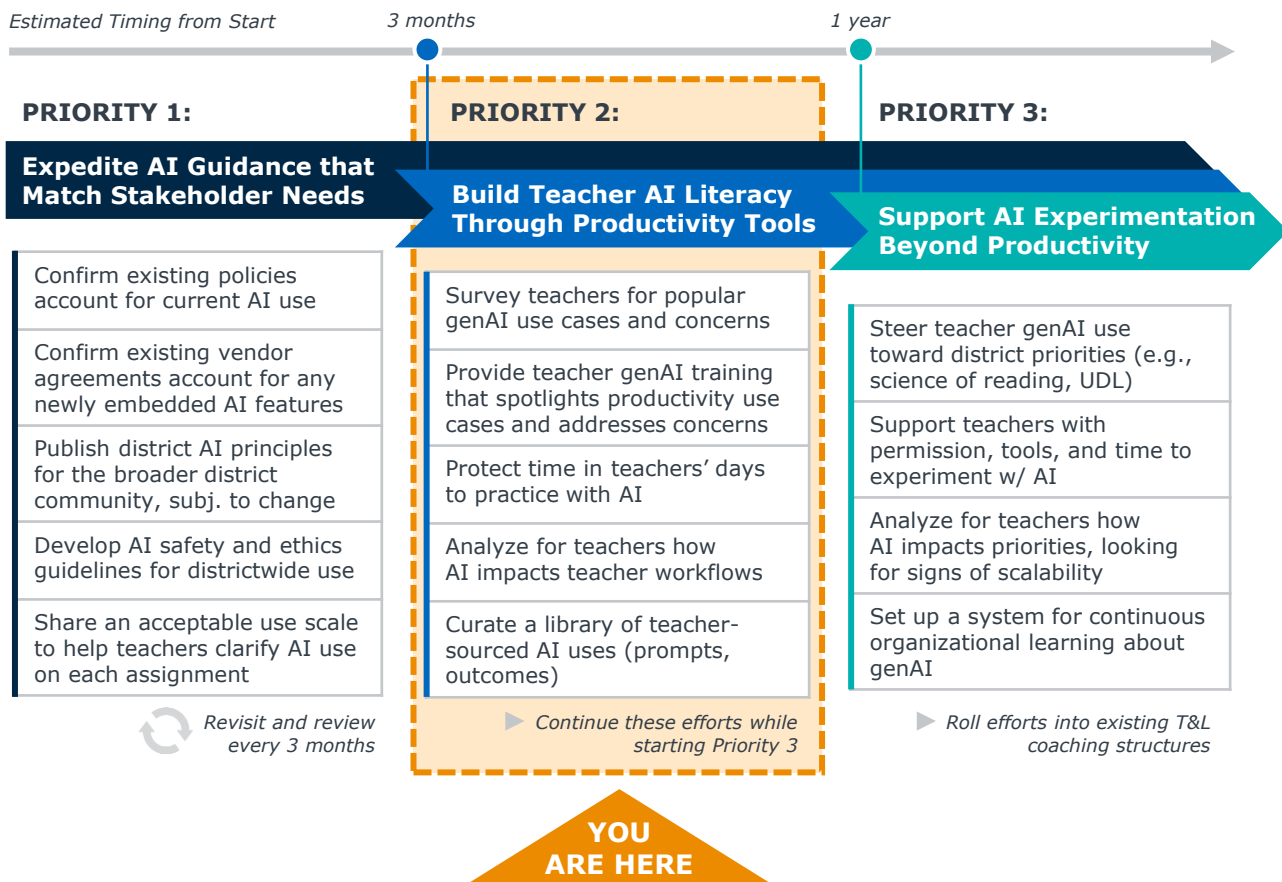 Estimated Timing from Start
3 months
1 year
PRIORITY 1:
Expedite AI Guidance that
Match Stakeholder Needs
Confirm existing policies
account for current AI use
Confirm existing vendor
agreements account for any
newly embedded AI features
Publish district AI principles
for the broader district
community, subj. to change
Develop AI safety and ethics
guidelines for districtwide use
Share an acceptable use scale
to help teachers clarify AI use
on each assignment
Revisit and review
every 3 months
PRIORITY 2:
Build Teacher AI Literacy
Through Productivity Tools
Survey teachers for popular
genAI use cases and concerns
Provide teacher genAI training
that spotlights productivity use
cases and addresses concerns
Protect time in teachers’ days
to practice with AI
Analyze for teachers how
AI impacts teacher workflows
Curate a library of teacher-
sourced AI uses (prompts,
outcomes)
Continue these efforts while
starting Priority 3
PRIORITY 3:
Support AI Experimentation
Beyond Productivity
Steer teacher genAI use
toward district priorities (e.g.,
science of reading, UDL)
Support teachers with
permission, tools, and time to
experiment w/ AI
Analyze for teachers how
AI impacts priorities, looking
for signs of scalability
Set up a system for continuous
organizational learning about
genAI
Roll efforts into existing T&L
coaching structures
YOU
ARE HERE